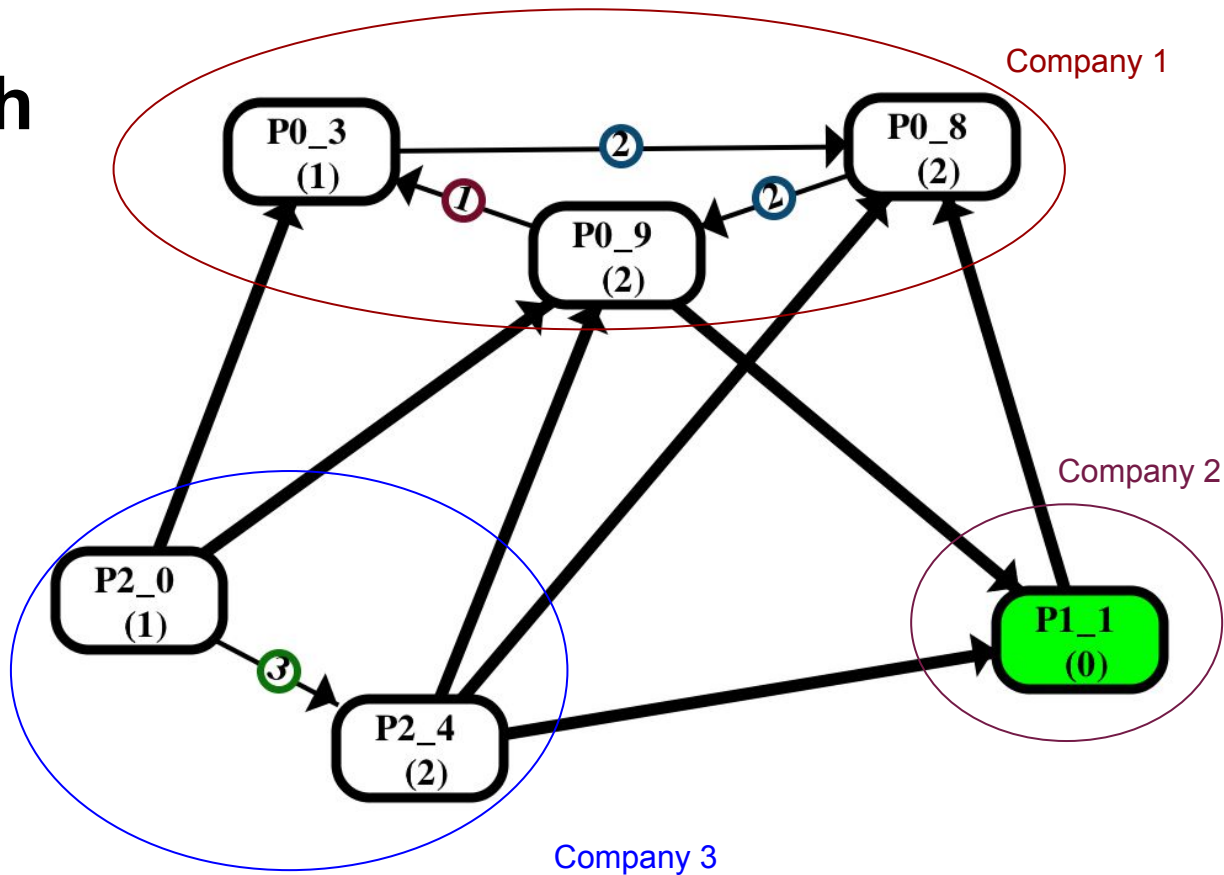 h
Company 1
P0_3
(1)
2
P0_8
(2)
1
2
P0_9
(2)
Company 2
P2_0
(1)
P1_1
(0)
3
P2_4
(2)
Company 3